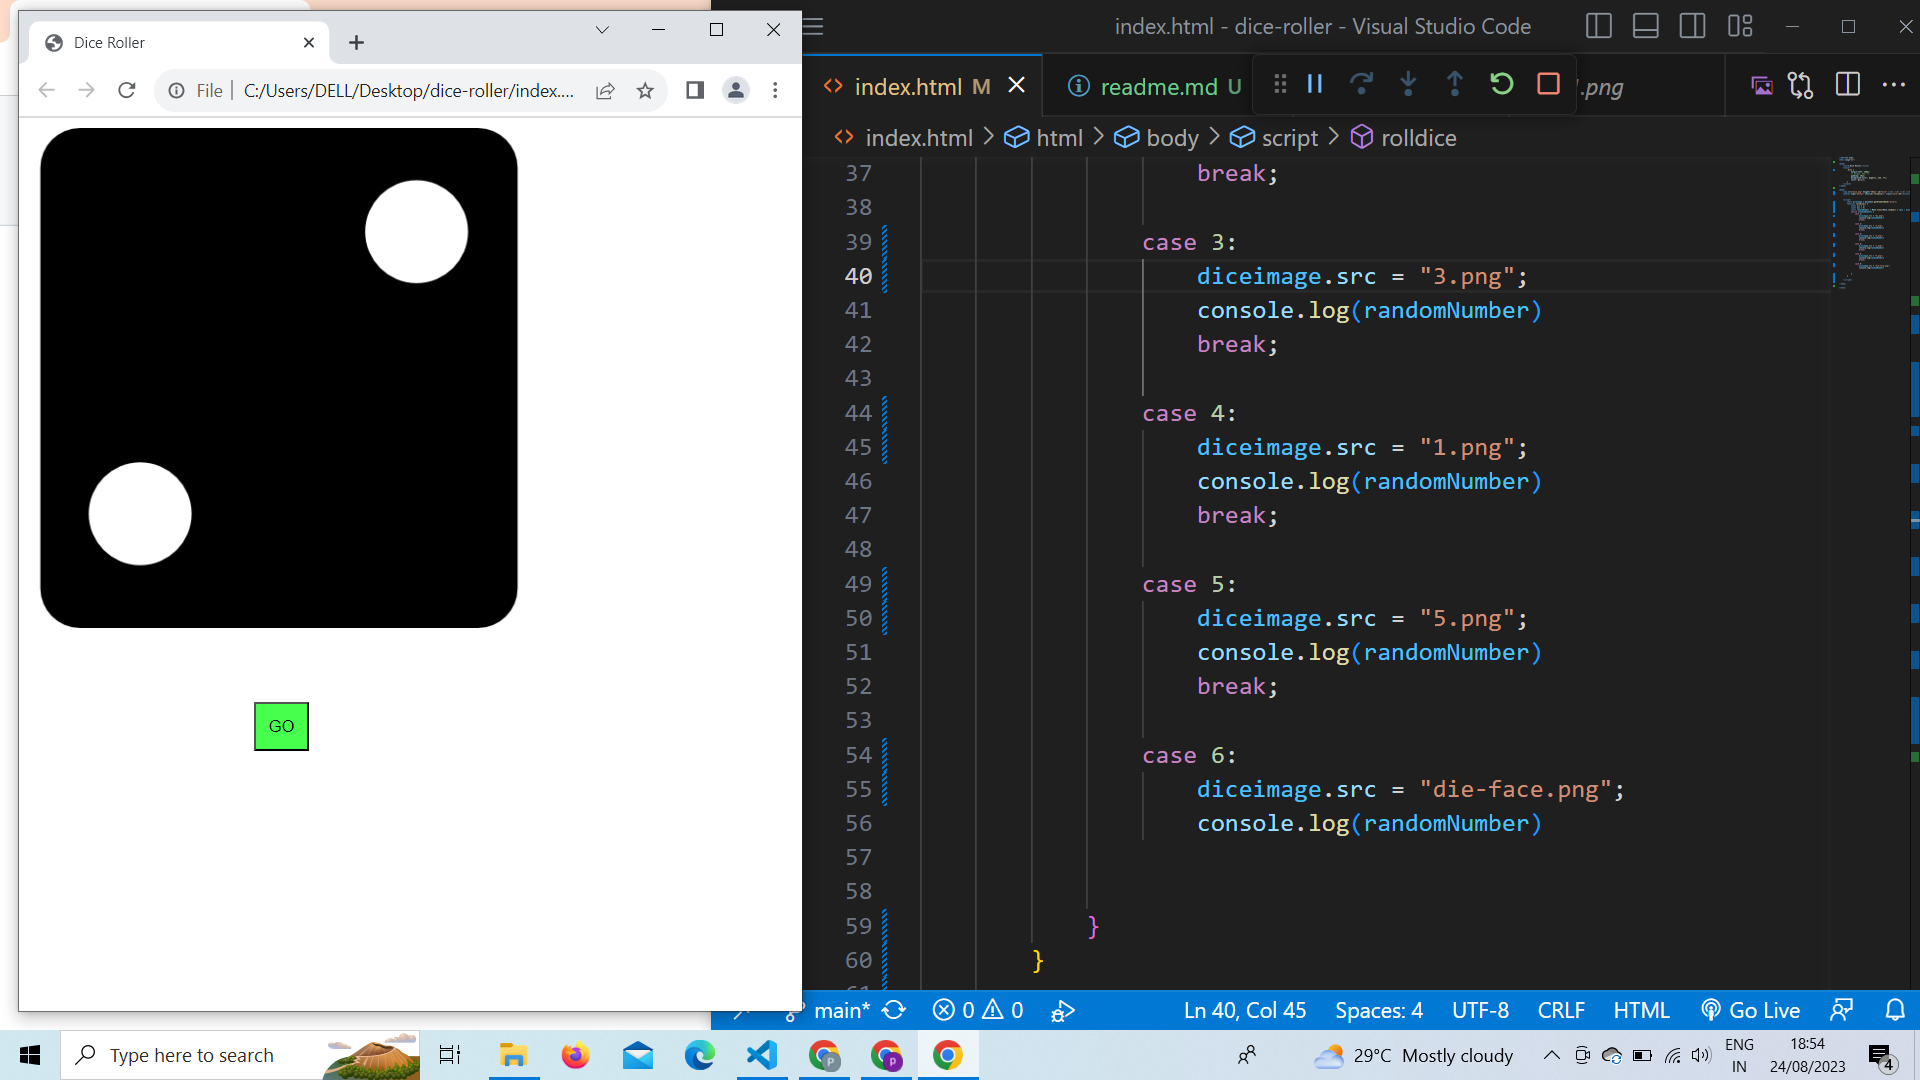 Dice Roller
File
C:/Users/DELL/Desktop/dice-roller/index....
GO
index.html - dice-roller - Visual Studio Code
index.html M
readme.md U
.png
index.html > html > body > script > rolldice
37 break;
38
39 case 3:
40 diceimage.src = "3.png";
41 console.log(randomNumber)
42 break;
43
44 case 4:
45 diceimage.src = "1.png";
46 console.log(randomNumber)
47 break;
48
49 case 5:
50 diceimage.src = "5.png";
51 console.log(randomNumber)
52 break;
53
54 case 6:
55 diceimage.src = "die-face.png";
56 console.log(randomNumber)
57
58
59 }
60 }
main* 0 0 Ln 40, Col 45 Spaces: 4 UTF-8 CRLF HTML Go Live
Type here to search
29°C Mostly cloudy
ENG
IN
18:54
24/08/2023
4